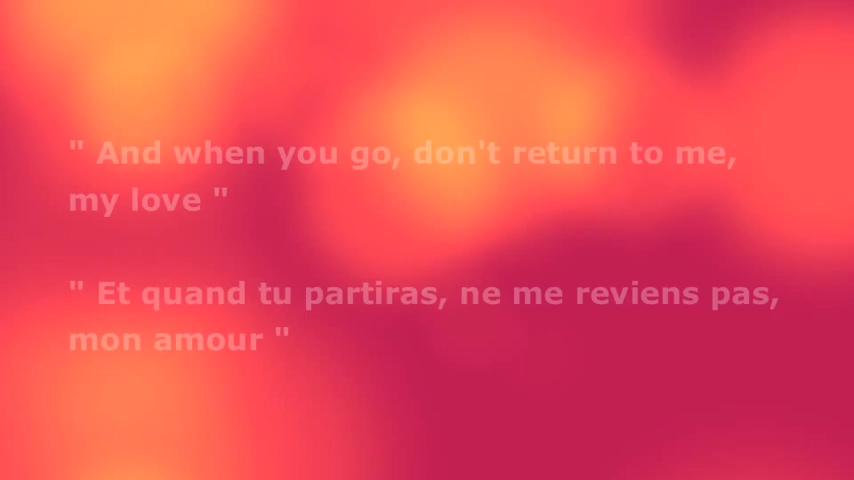 " And when you go, don't return to me,
my love "
" Et quand tu partiras, ne me reviens pas,
mon amour "